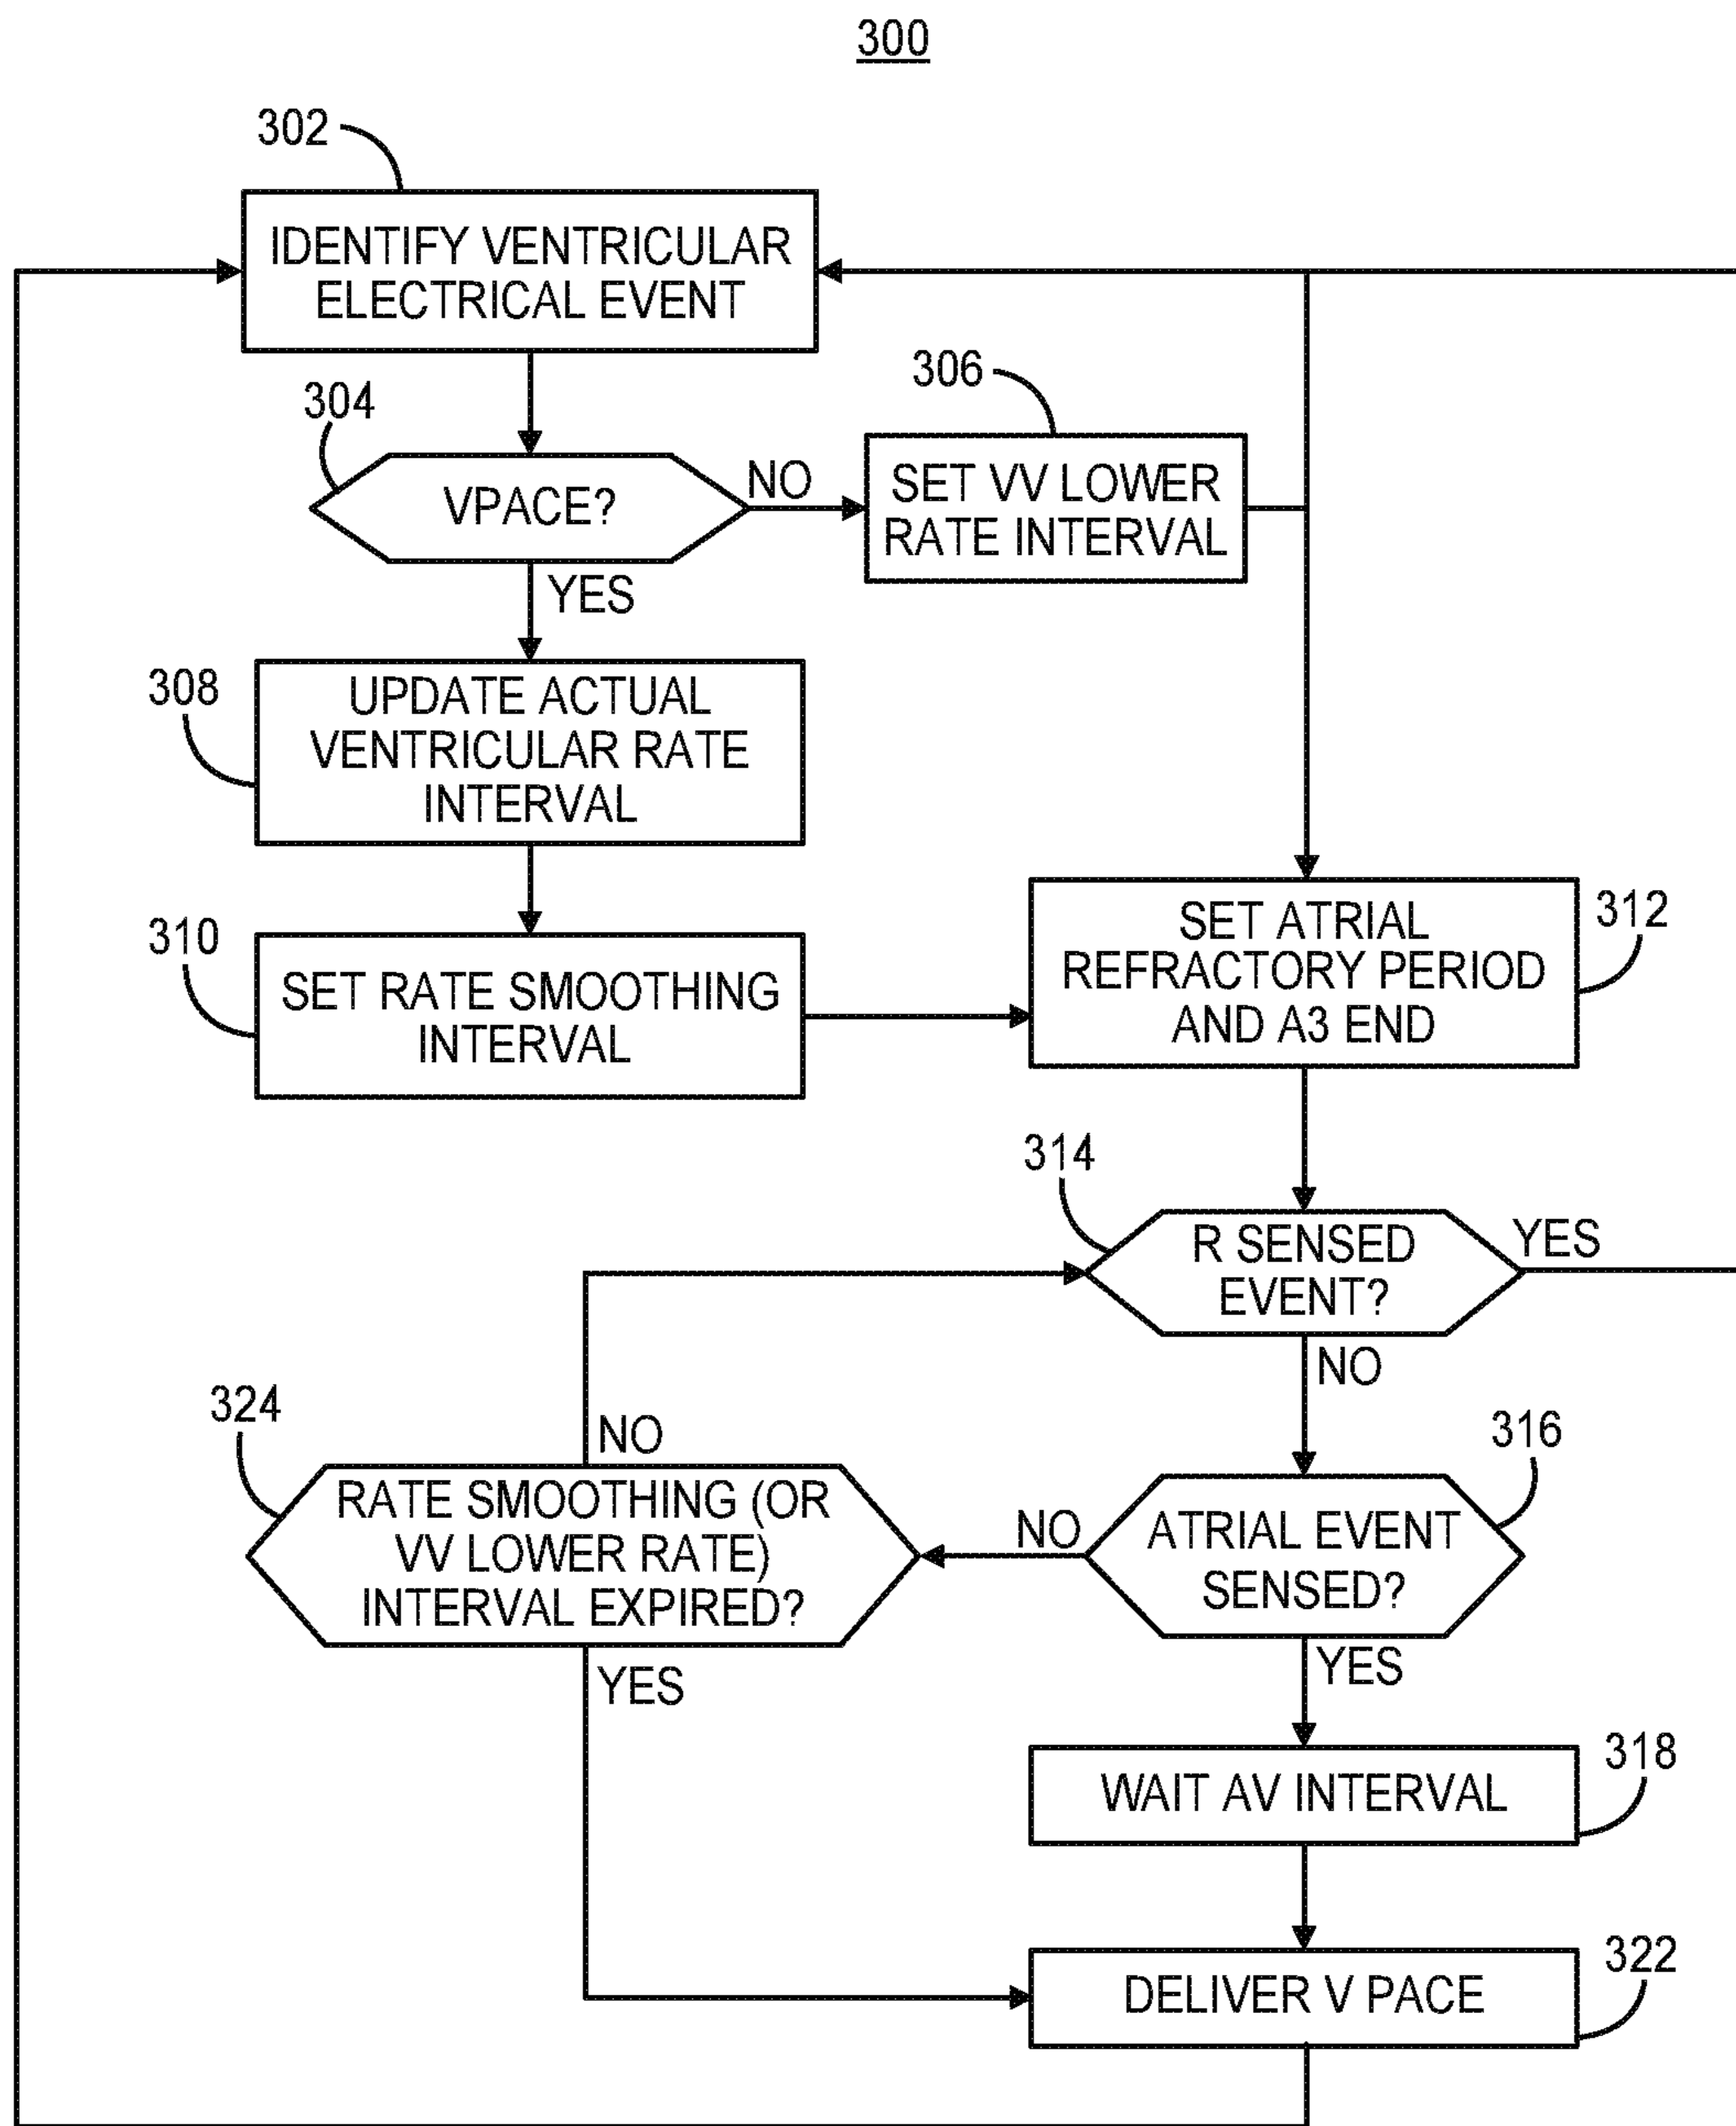 300
302
IDENTIFY VENTRICULAR
ELECTRICAL EVENT
304
VPACE?
NO
YES
306
SET VV LOWER
RATE INTERVAL
308
UPDATE ACTUAL
VENTRICULAR RATE
INTERVAL
310
SET RATE SMOOTHING
INTERVAL
312
SET ATRIAL
REFRACTORY PERIOD
AND A3 END
314
R SENSED
EVENT?
YES
NO
316
ATRIAL EVENT
SENSED?
NO
YES
324
NO
RATE SMOOTHING (OR
VV LOWER RATE)
INTERVAL EXPIRED?
YES
318
WAIT AV INTERVAL
322
DELIVER V PACE